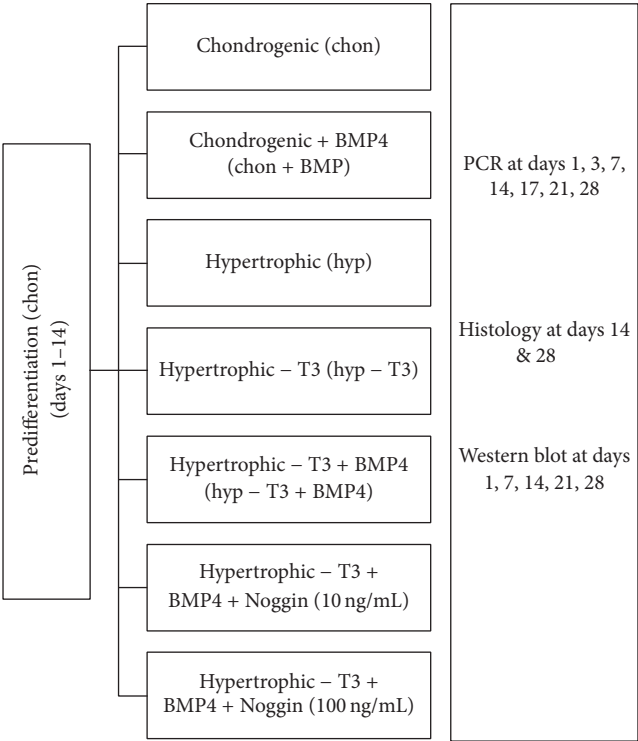 Predifferentiation (chon)
(days 1–14)
Chondrogenic (chon)
Chondrogenic + BMP4
(chon + BMP)
Hypertrophic (hyp)
Hypertrophic − T3 (hyp − T3)
Hypertrophic − T3 + BMP4
(hyp − T3 + BMP4)
Hypertrophic − T3 +
BMP4 + Noggin (10 ng/mL)
Hypertrophic − T3 +
BMP4 + Noggin (100 ng/mL)
PCR at days 1, 3, 7,
14, 17, 21, 28
Histology at days 14
& 28
Western blot at days
1, 7, 14, 21, 28